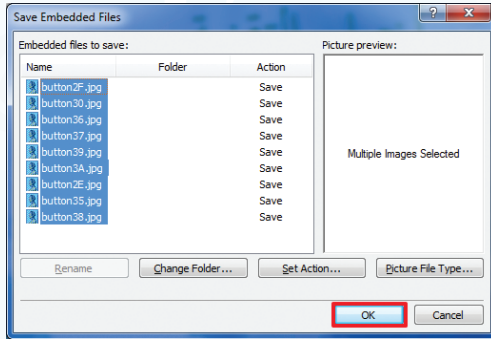 Save Embedded Files
Embedded files to save:
Picture preview:
Name Folder Action
button2F.jpg Save
button30.jpg Save
button36.jpg Save
button37.jpg Save
button39.jpg Save
button3A.jpg Save
button2E.jpg Save
button35.jpg Save
button38.jpg Save
Multiple Images Selected
Rename Change Folder... Set Action... Picture File Type...
OK Cancel